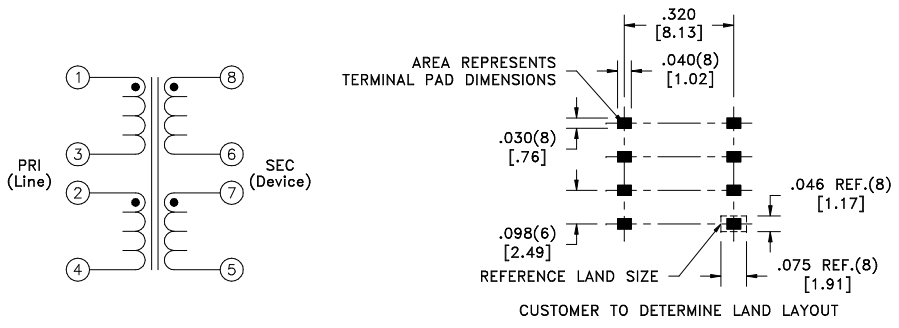 1
8
3
6
PRI
(Line)
SEC
(Device)
2
7
4
5
.320
[8.13]
AREA REPRESENTS
TERMINAL PAD DIMENSIONS
.040(8)
[1.02]
.030(8)
[.76]
.046 REF.(8)
[1.17]
.098(6)
[2.49]
REFERENCE LAND SIZE
.075 REF.(8)
[1.91]
CUSTOMER TO DETERMINE LAND LAYOUT